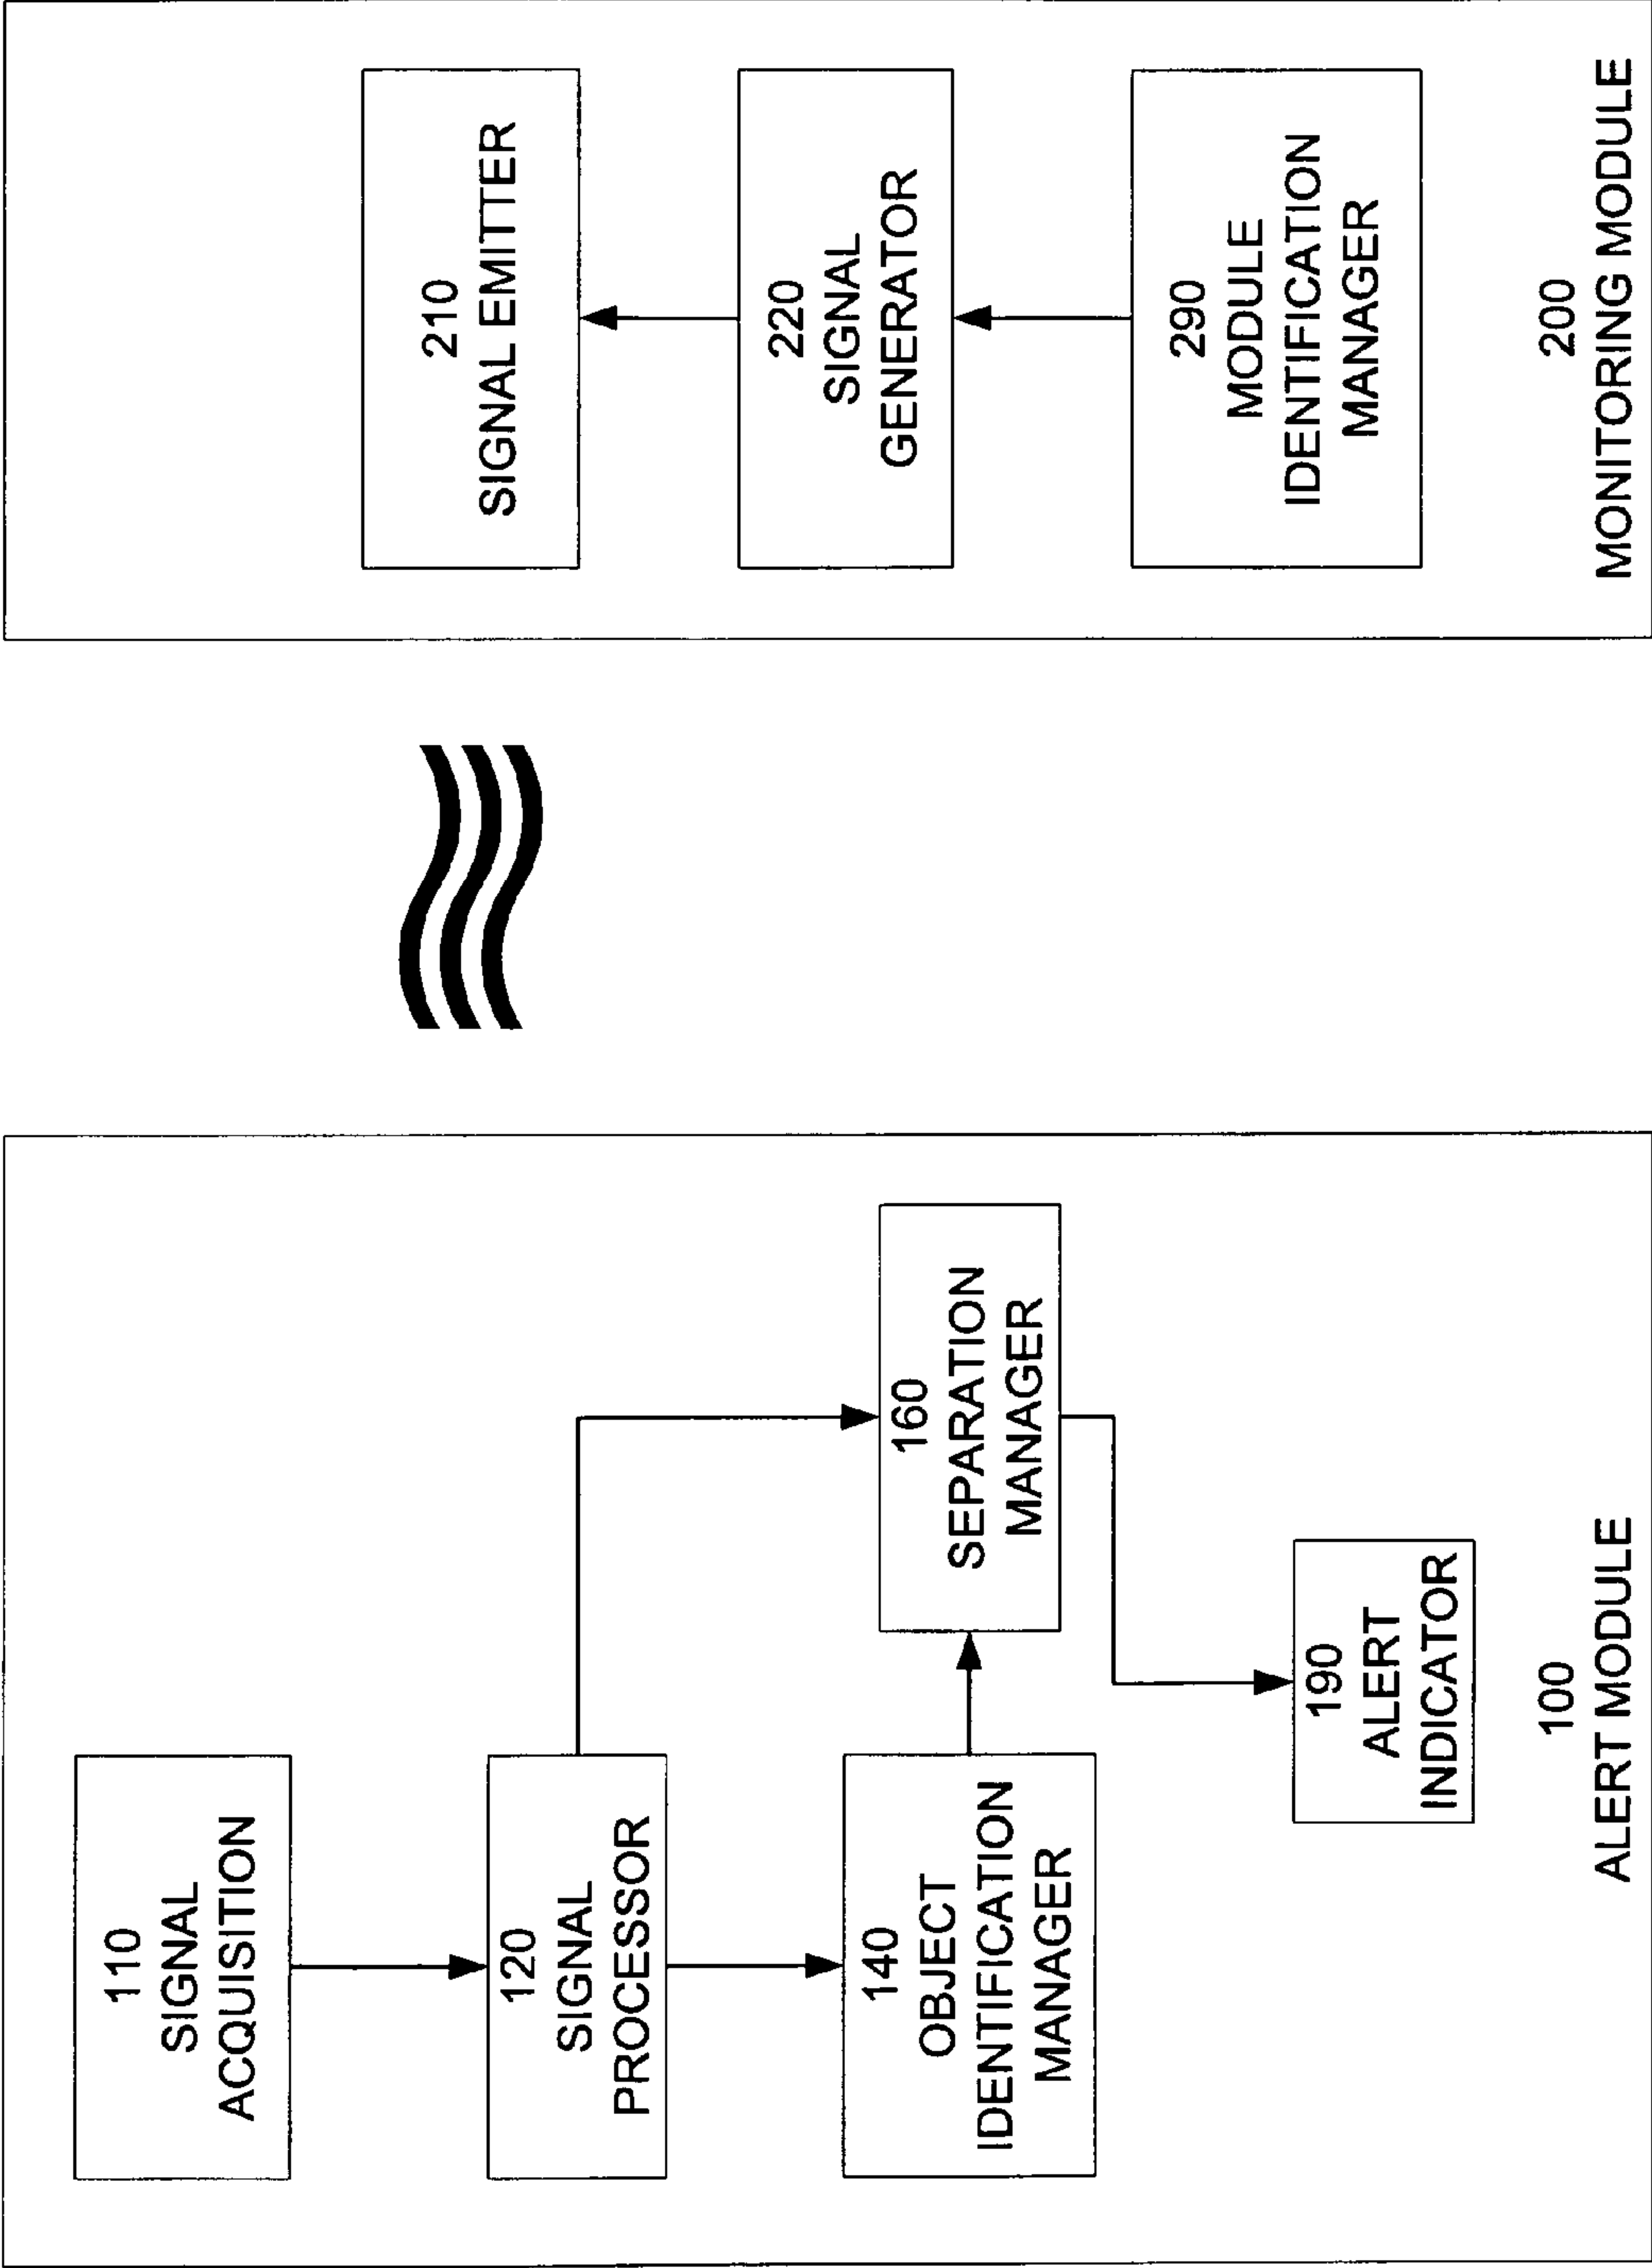 110
SIGNAL
ACQUISITION
120
SIGNAL
PROCESSOR
140
OBJECT
IDENTIFICATION
MANAGER
160
SEPARATION
MANAGER
190
ALERT
INDICATOR
100
ALERT MODULE
210
SIGNAL EMITTER
220
SIGNAL
GENERATOR
290
MODULE
IDENTIFICATION
MANAGER
200
MONITORING MODULE